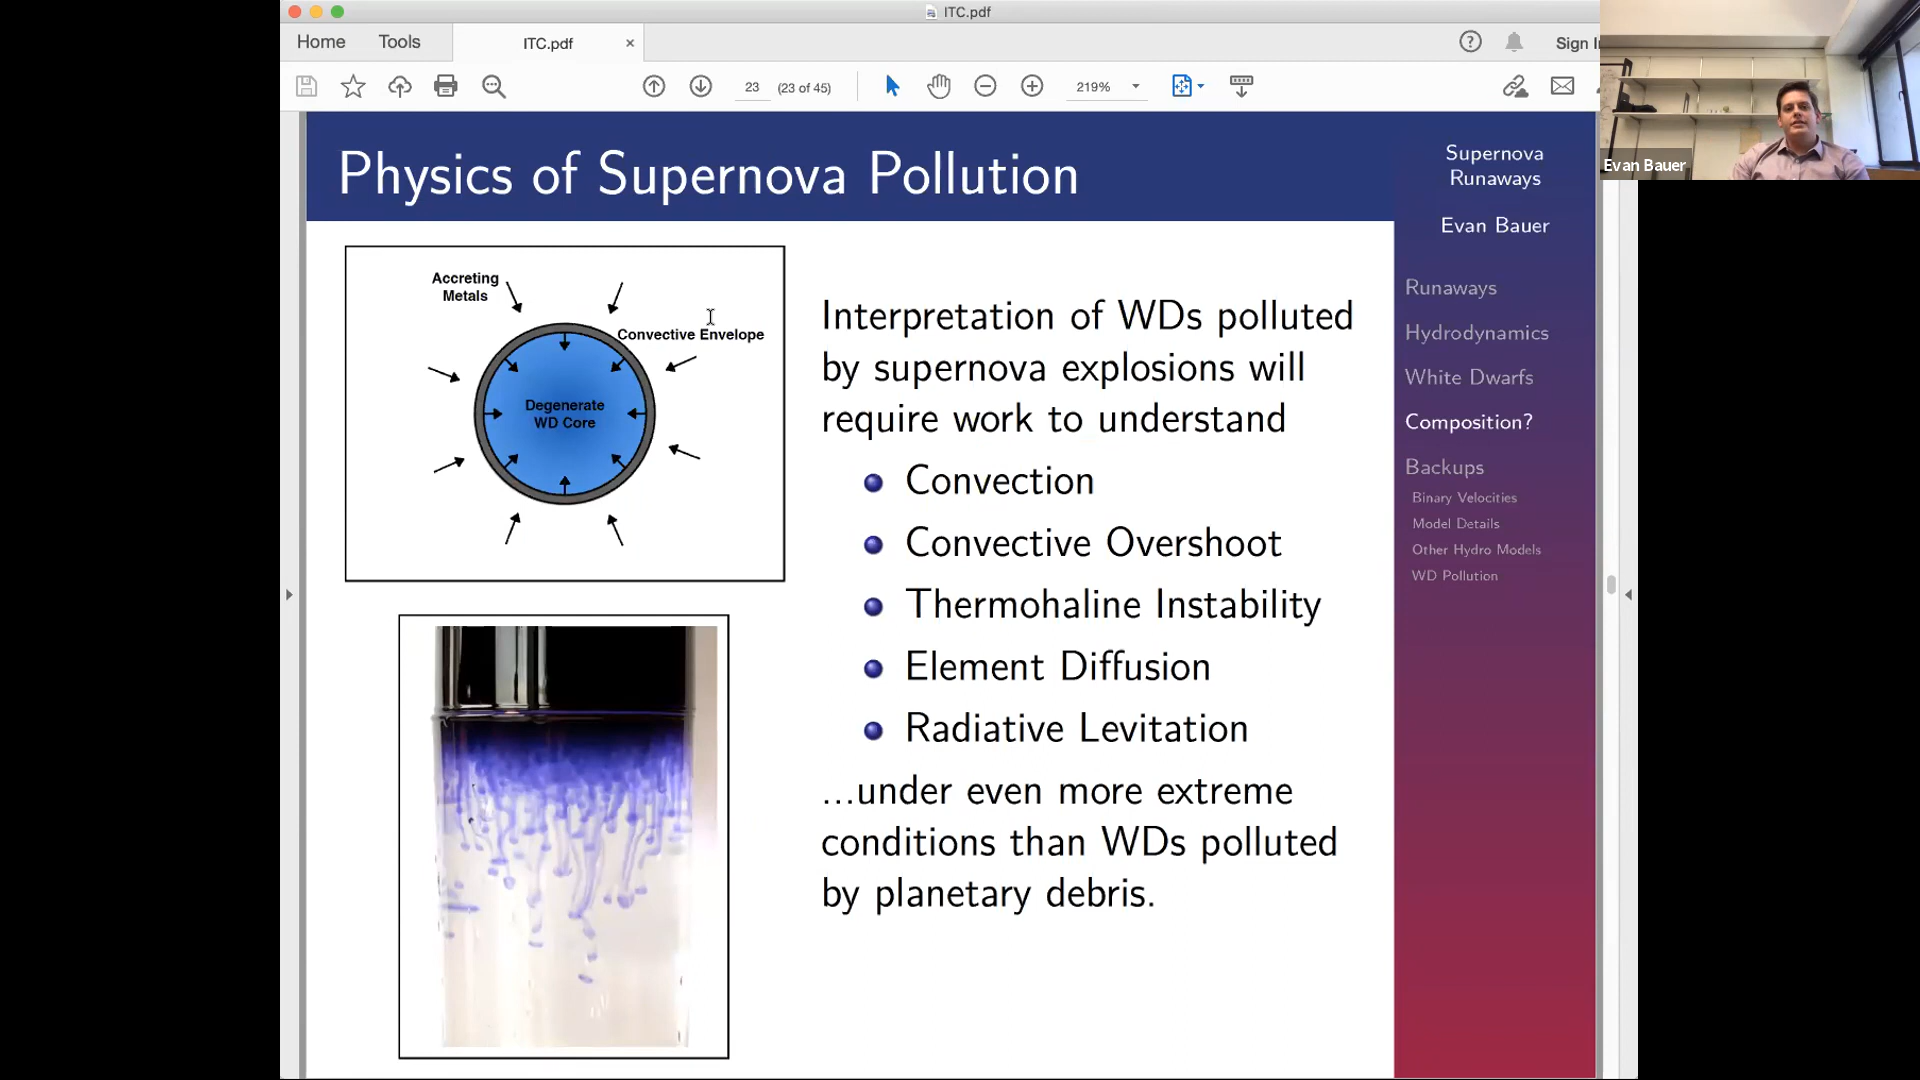 ITC.pdf
Home
Tools
ITC.pdf
Sign
23
(23 of 45)
219%
Physics of Supernova Pollution
Accreting
Metals
Convective Envelope
Degenerate
WD Core
Interpretation of WDs polluted
by supernova explosions will
require work to understand
Convection
Convective Overshoot
Thermohaline Instability
Element Diffusion
Radiative Levitation
...under even more extreme
conditions than WDs polluted
by planetary debris.
Supernova
Runaways
Evan Bauer
Runaways
Hydrodynamics
White Dwarfs
Composition?
Backups
Binary Velocities
Model Details
Other Hydro Models
WD Pollution
Evan Bauer